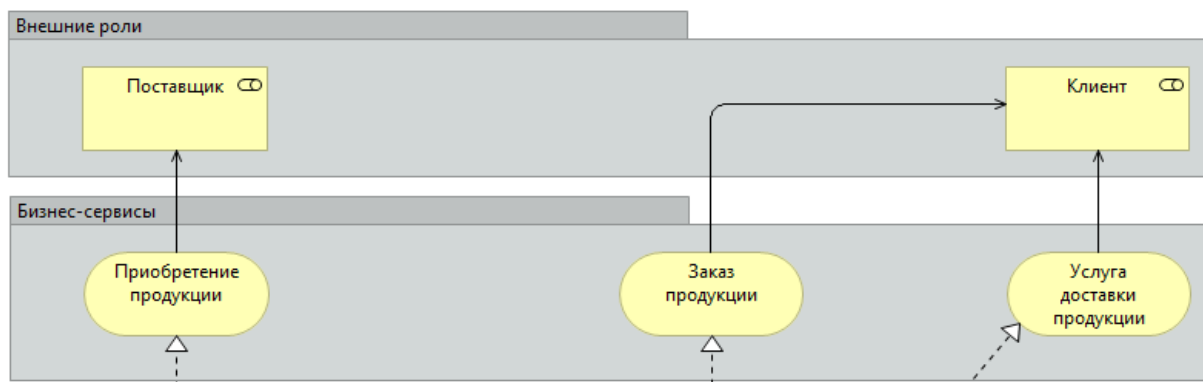 Внешние роли
Поставщик
Клиент
Бизнес-сервисы
Приобретение
продукции
Заказ
продукции
Услуга
доставки
продукции